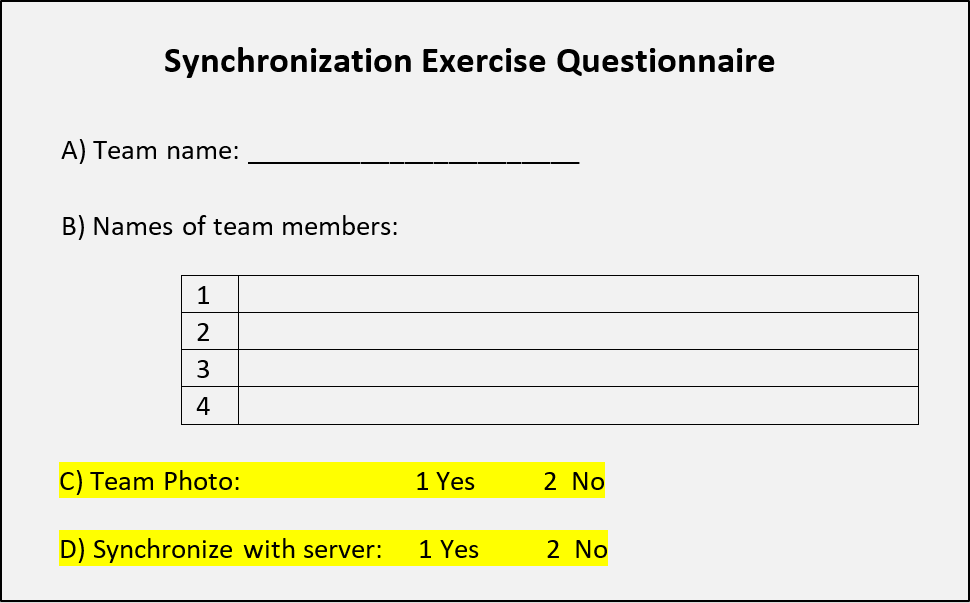 Synchronization Exercise Questionnaire
A) Team name: _______________________
B) Names of team members:
1
2
3
4
C) Team Photo: 1 Yes 2 No
D) Synchronize with server: 1 Yes 2 No